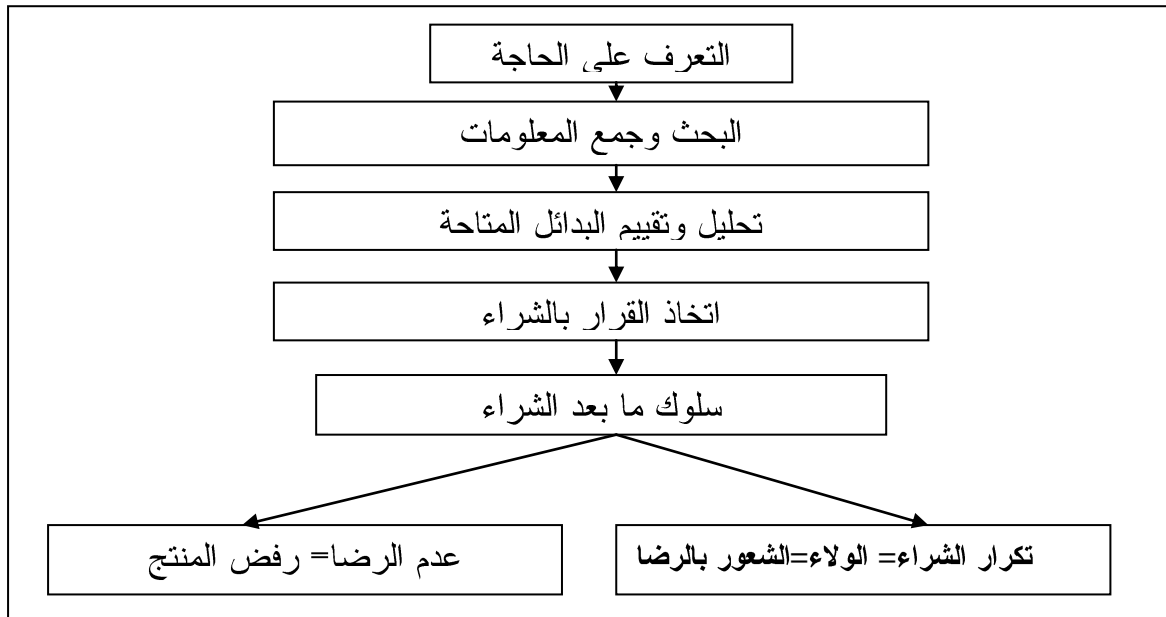 التعرف على الحاجة
البحث وجمع المعلومات
تحليل وتقييم البدائل المتاحة
اتخاذ القرار بالشراء
سلوك ما بعد الشراء
تكرار الشراء= الولاء=الشعور بالرضا
عدم الرضا= رفض المنتج